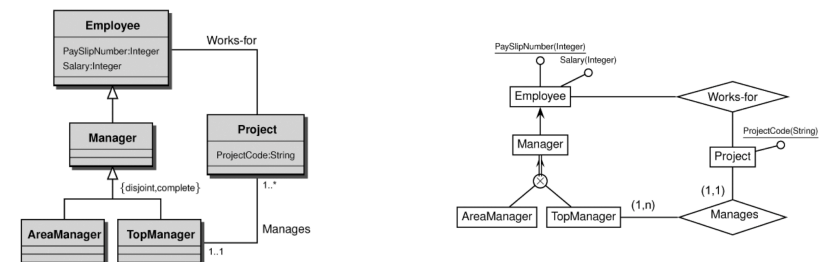 Employee
PaySlipNumber:Integer
Salary:Integer
Works-for
Manager
Project
ProjectCode:String
{disjoint,complete}
1..*
AreaManager
TopManager
Manages
1..1
PaySlipNumber(Integer)
Salary(Integer)
Employee
Works-for
Manager
ProjectCode(String)
Project
(1,1)
(1,n)
AreaManager
TopManager
Manages